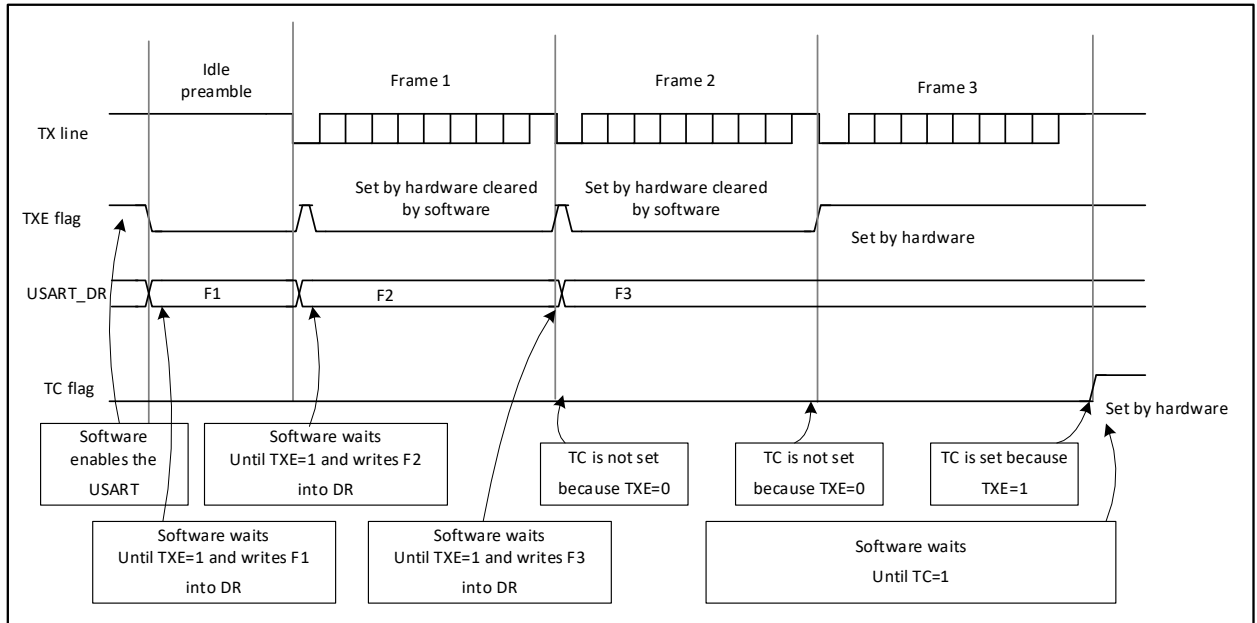 Idle
preamble
Frame 1
Frame 2
Frame 3
TX line
Set by hardware cleared
by software
Set by hardware cleared
by software
TXE flag
Set by hardware
USART_DR
F1
F2
F3
TC flag
Set by hardware
Software
enables the
USART
Software waits
Until TXE=1 and writes F2
into DR
TC is not set
because TXE=0
TC is not set
because TXE=0
TC is set because
TXE=1
Software waits
Until TXE=1 and writes F1
into DR
Software waits
Until TXE=1 and writes F3
into DR
Software waits
Until TC=1